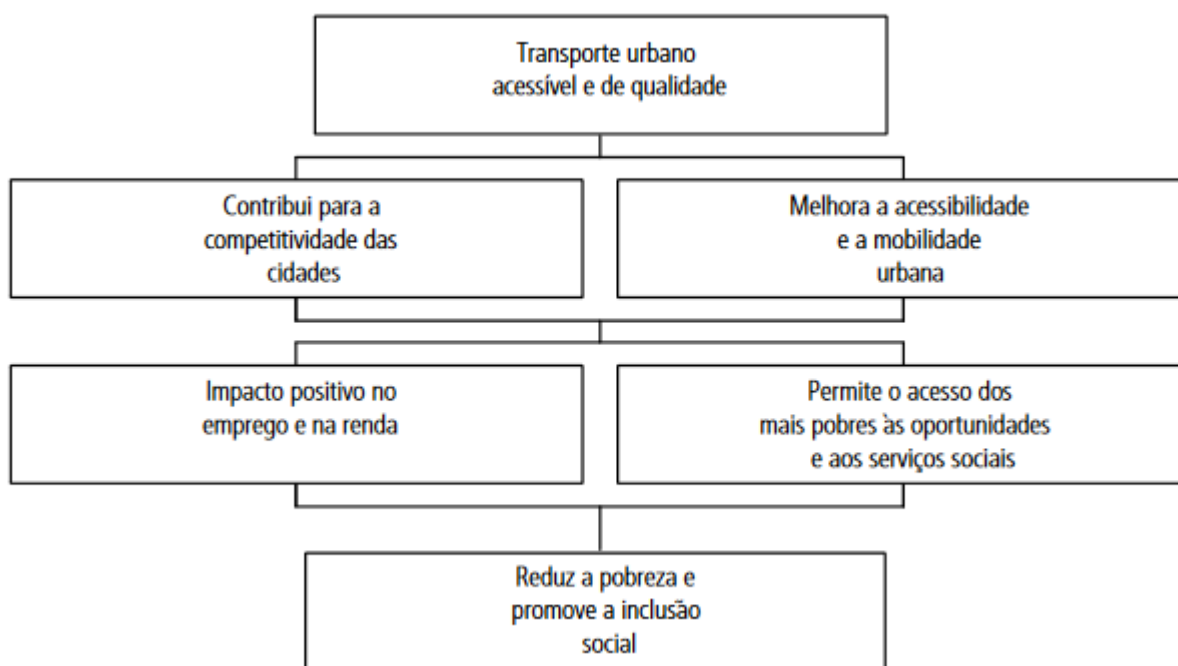 Transporte urbano
acessível e de qualidade
Contribui para a
competitividade das
cidades
Melhora a acessibilidade
e a mobilidade
urbana
Impacto positivo no
emprego e na renda
Permite o acesso dos
mais pobres às oportunidades
e aos serviços sociais
Reduz a pobreza e
promove a inclusão
social